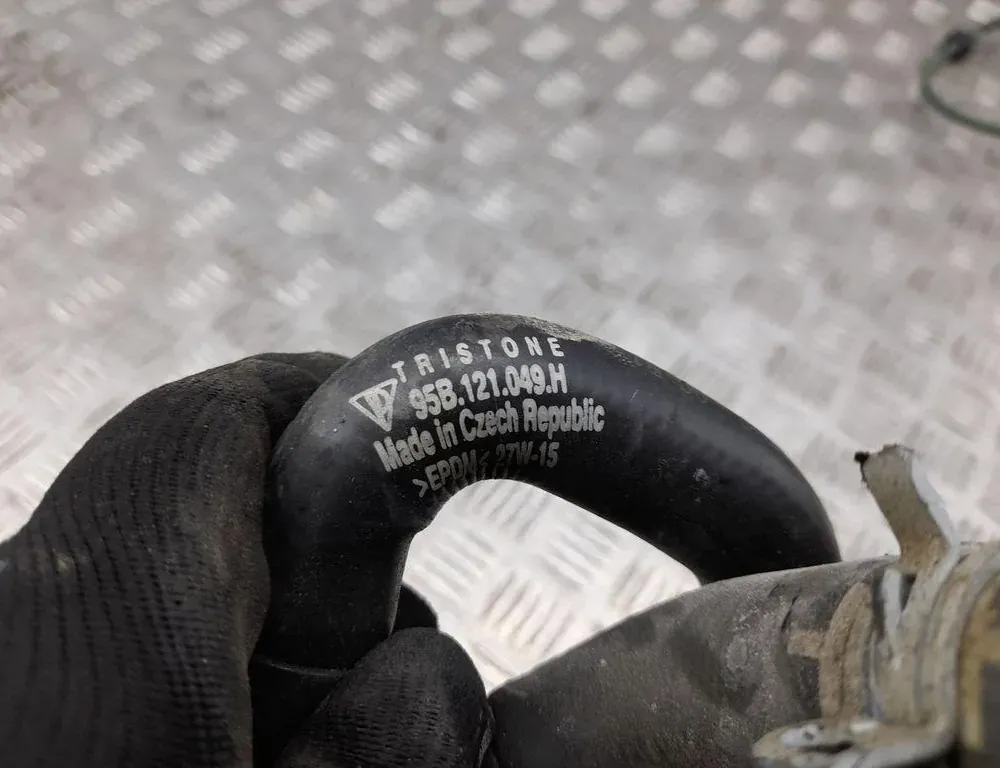 TRISTONE
95B.121.049.H
Made in Czech Republic
>EPDM< 27W-15